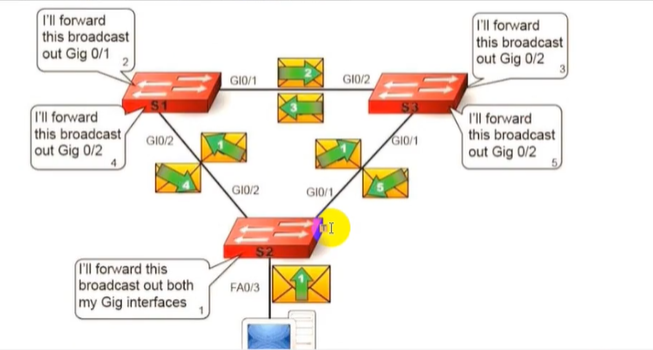 I'll forward
this broadcast
out Gig 0/1
2
I'll forward
this broadcast
out Gig 0/2
3
GI0/1
2
GI0/2
3
S1
S3
I'll forward
this broadcast
out Gig 0/2
4
I'll forward
this broadcast
out Gig 0/2
5
GI0/2
1
1
GI0/1
4
5
GI0/2
GI0/1
S2
I'll forward this
broadcast out both
my Gig interfaces
1
FA0/3
1